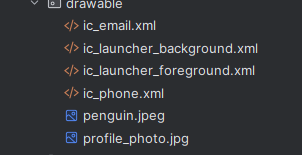 drawable
</> ic_email.xml
</> ic_launcher_background.xml
</> ic_launcher_foreground.xml
</> ic_phone.xml
penguin.jpeg
profile_photo.jpg